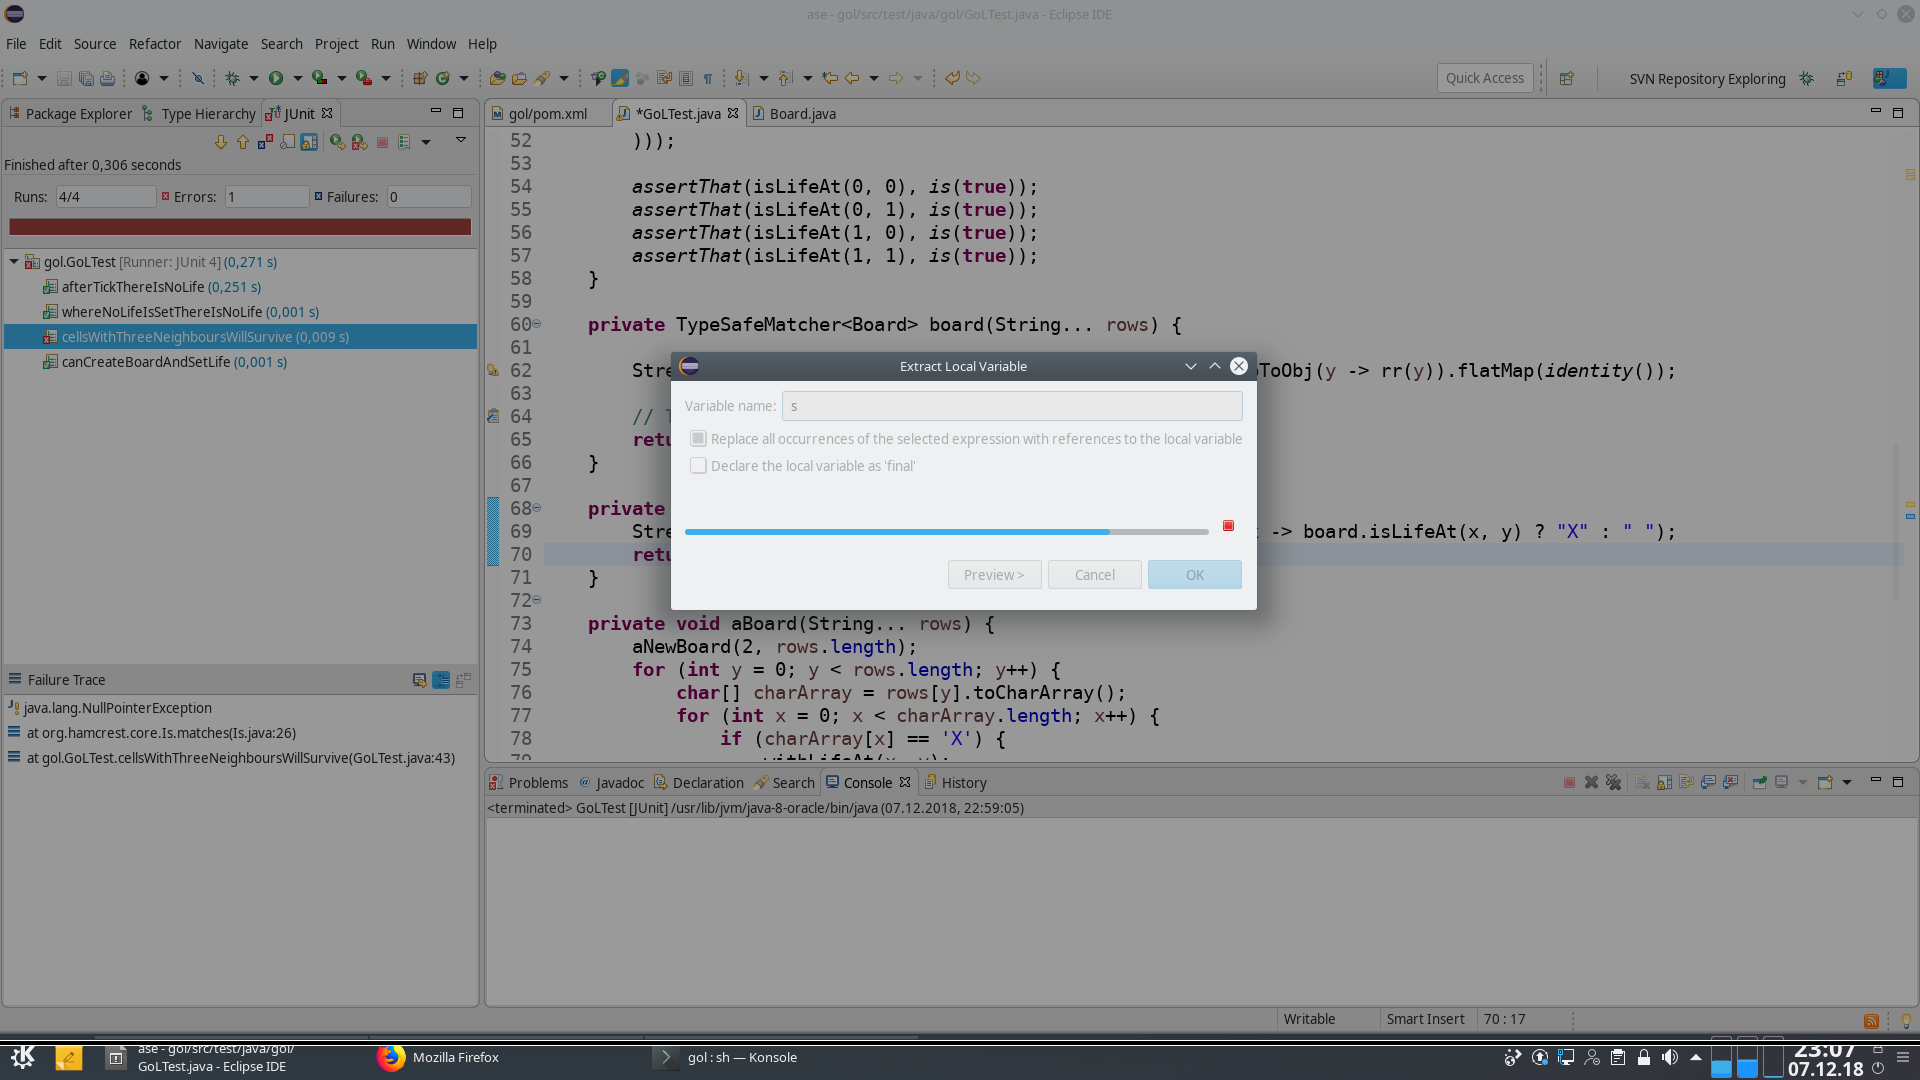 ase - gol/src/test/java/gol/GoLTest.java - Eclipse IDE
File Edit Source Refactor Navigate Search Project Run Window Help
Quick Access
SVN Repository Exploring
Package Explorer Type Hierarchy JUnit
Finished after 0,306 seconds
Runs: 4/4 Errors: 1 Failures: 0
gol.GoLTest [Runner: JUnit 4] (0,271 s)
afterTickThereIsNoLife (0,251 s)
whereNoLifeIsSetThereIsNoLife (0,001 s)
cellsWithThreeNeighboursWillSurvive (0,009 s)
canCreateBoardAndSetLife (0,001 s)
Failure Trace
java.lang.NullPointerException
at org.hamcrest.core.Is.matches(Is.java:26)
at gol.GoLTest.cellsWithThreeNeighboursWillSurvive(GoLTest.java:43)
gol/pom.xml *GoLTest.java Board.java
52 )));
53
54 assertThat(isLifeAt(0, 0), is(true));
55 assertThat(isLifeAt(0, 1), is(true));
56 assertThat(isLifeAt(1, 0), is(true));
57 assertThat(isLifeAt(1, 1), is(true));
58 }
59
60 private TypeSafeMatcher<Board> board(String... rows) {
61
62 Stre ToObj(y -> rr(y)).flatMap(identity());
63
64 //
65 retu
66 }
67
68 private
69 Stre -> board.isLifeAt(x, y) ? "X" : " ");
70 retu
71 }
72
73 private void aBoard(String... rows) {
74 aNewBoard(2, rows.length);
75 for (int y = 0; y < rows.length; y++) {
76 char[] charArray = rows[y].toCharArray();
77 for (int x = 0; x < charArray.length; x++) {
78 if (charArray[x] == 'X') {
Extract Local Variable
Variable name: s
Replace all occurrences of the selected expression with references to the local variable
Declare the local variable as 'final'
Preview > Cancel OK
Problems Javadoc Declaration Search Console History
<terminated> GoLTest [JUnit] /usr/lib/jvm/java-8-oracle/bin/java (07.12.2018, 22:59:05)
Writable Smart Insert 70 : 17
ase - gol/src/test/java/gol/
GoLTest.java - Eclipse IDE
Mozilla Firefox
gol : sh — Konsole
23:07
07.12.18